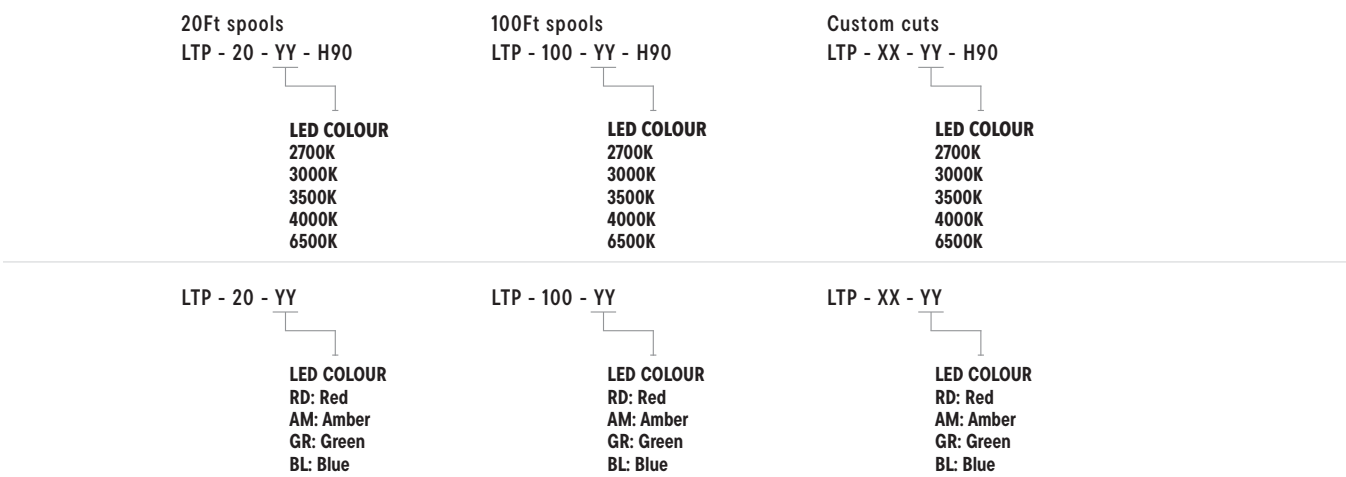 20Ft spools
LTP - 20 - YY - H90
LED COLOUR
2700K
3000K
3500K
4000K
6500K
100Ft spools
LTP - 100 - YY - H90
LED COLOUR
2700K
3000K
3500K
4000K
6500K
Custom cuts
LTP - XX - YY - H90
LED COLOUR
2700K
3000K
3500K
4000K
6500K
LTP - 20 - YY
LED COLOUR
RD: Red
AM: Amber
GR: Green
BL: Blue
LTP - 100 - YY
LED COLOUR
RD: Red
AM: Amber
GR: Green
BL: Blue
LTP - XX - YY
LED COLOUR
RD: Red
AM: Amber
GR: Green
BL: Blue